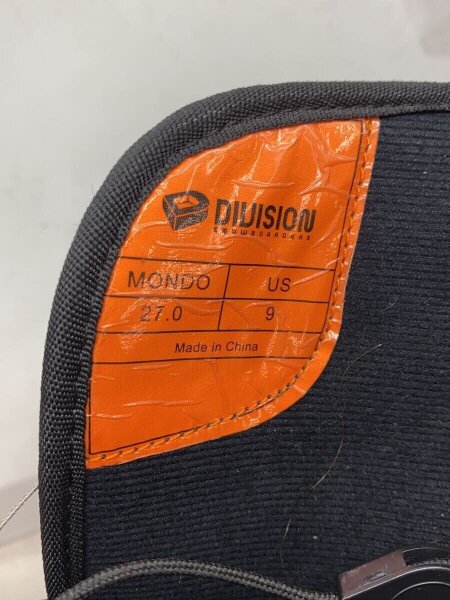 DIVISION
SNOWBOARDERS
MONDO US
27.0 9
Made in China